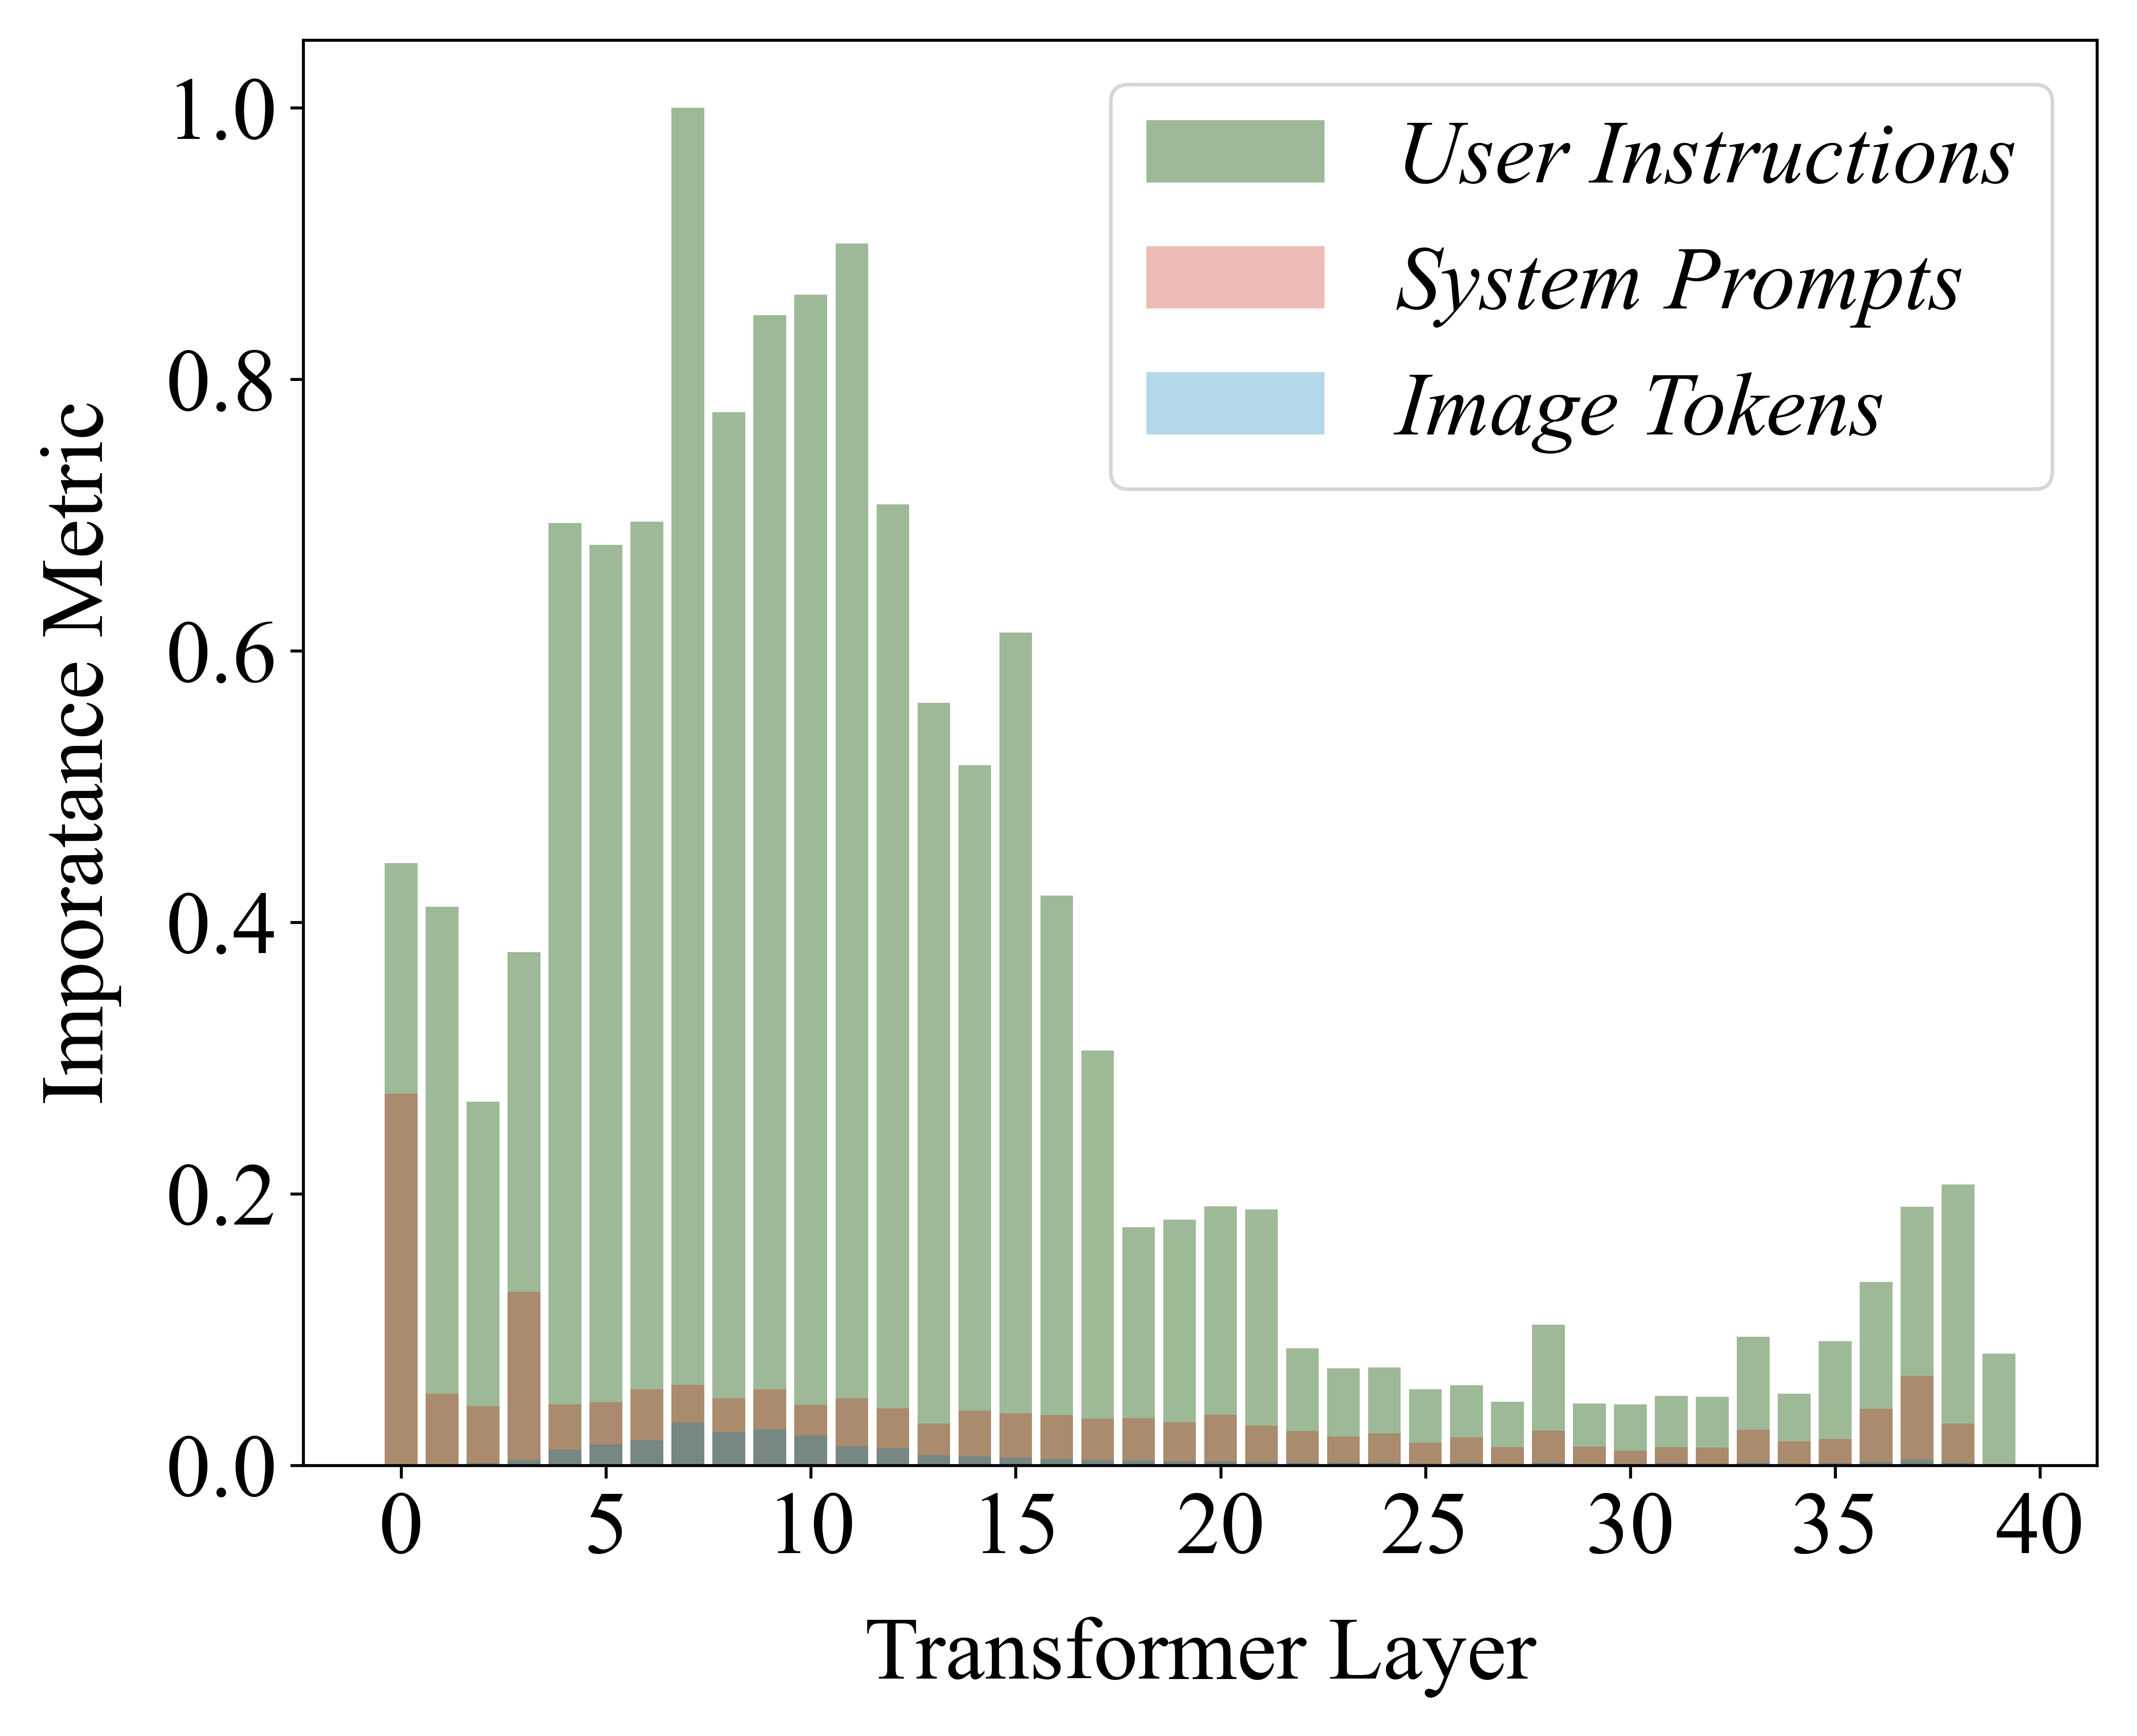 Imporatance Metric
1.0
0.8
0.6
0.4
0.2
0.0
User Instructions
System Prompts
Image Tokens
0 5 10 15 20 25 30 35 40
Transformer Layer